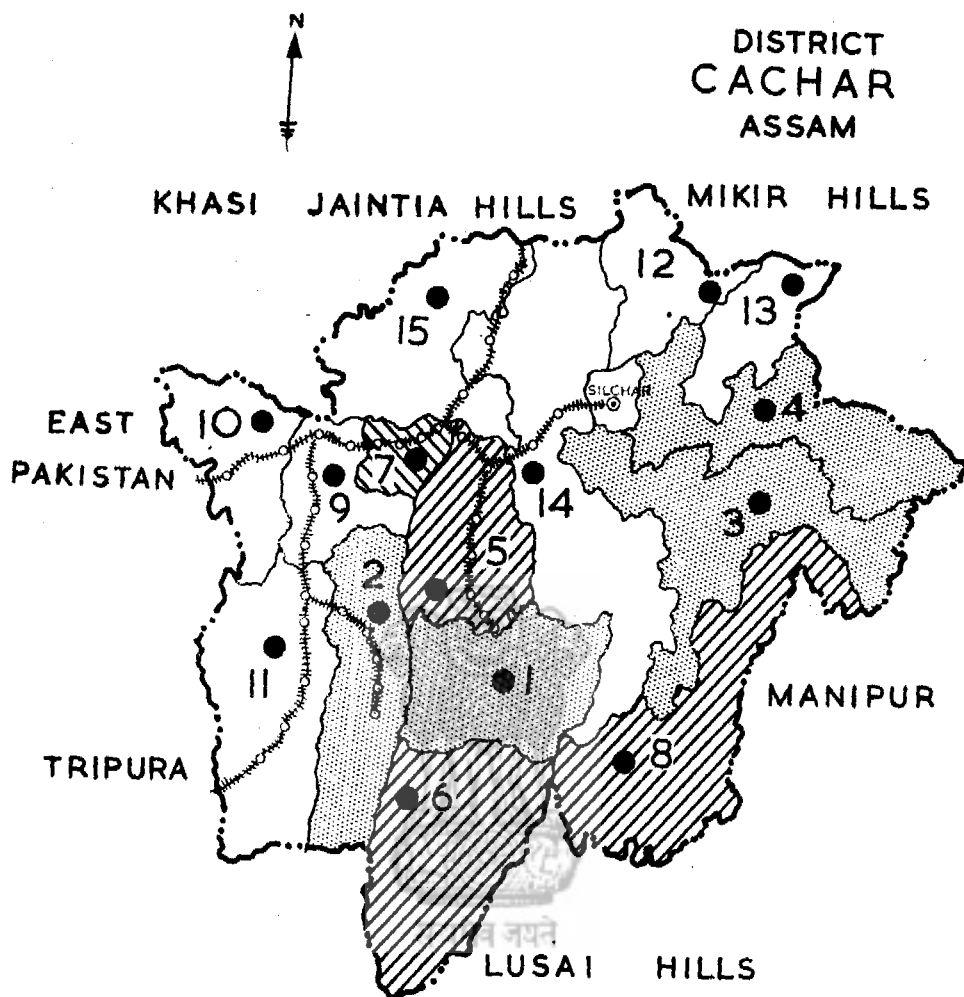 N
DISTRICT
CACHAR
ASSAM
KHASI JAINTIA HILLS
MIKIR HILLS
12
13
15
SILCHAR
4
EAST
PAKISTAN
10
7
9
14
3
5
2
1
11
MANIPUR
TRIPURA
8
6
जयते
LUSAI HILLS